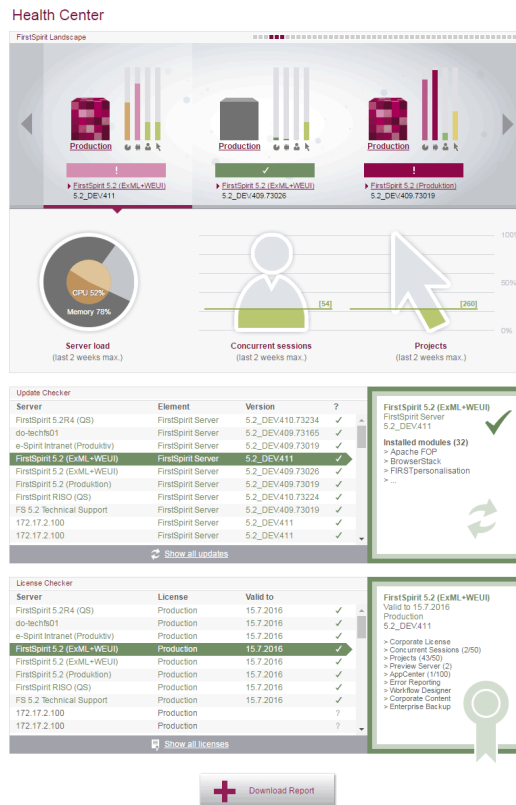 Health Center
FirstSpirit Landscape
Production Production Production
! ✓ !
FirstSpirit 5.2 (ExML+WEUI) FirstSpirit 5.2 (ExML+WEUI) FirstSpirit 5.2 (Produktion)
5.2_DEV.411 5.2_DEV.409.73026 5.2_DEV.409.73019
100%
CPU 52%
Memory 78%
[54]
[260]
0%
Server load Concurrent sessions Projects
(last 2 weeks max.) (last 2 weeks max.) (last 2 weeks max.)
Update Checker
Server Element Version ?
FirstSpirit 5.2R4 (QS) FirstSpirit Server 5.2_DEV.410.73234 ✓
do-techfs01 FirstSpirit Server 5.2_DEV.409.73165 ✓
e-Spirit Intranet (Produktiv) FirstSpirit Server 5.2_DEV.409.73019 ✓
FirstSpirit 5.2 (ExML+WEUI) FirstSpirit Server 5.2_DEV.411 ✓
FirstSpirit 5.2 (ExML+WEUI) FirstSpirit Server 5.2_DEV.409.73026 ✓
FirstSpirit 5.2 (Produktion) FirstSpirit Server 5.2_DEV.409.73019 ✓
FirstSpirit RISO (QS) FirstSpirit Server 5.2_DEV.410.73224 ✓
FS 5.2 Technical Support FirstSpirit Server 5.2_DEV.409.73019 ✓
172.17.2.100 FirstSpirit Server 5.2_DEV.411 ✓
172.17.2.100 FirstSpirit Server 5.2_DEV.411 ✓
Show all updates
FirstSpirit 5.2 (ExML+WEUI)
FirstSpirit Server
5.2_DEV.411
Installed modules (32)
> Apache FOP
> BrowserStack
> FIRSTpersonalisation
> ...
License Checker
Server License Valid to
FirstSpirit 5.2R4 (QS) Production 15.7.2016 ✓
do-techfs01 Production 15.7.2016 ✓
e-Spirit Intranet (Produktiv) Production 15.7.2016 ✓
FirstSpirit 5.2 (ExML+WEUI) Production 15.7.2016 ✓
FirstSpirit 5.2 (ExML+WEUI) Production 15.7.2016 ✓
FirstSpirit 5.2 (Produktion) Production 15.7.2016 ✓
FirstSpirit RISO (QS) Production 15.7.2016 ✓
FS 5.2 Technical Support Production 15.7.2016 ✓
172.17.2.100 Production ?
172.17.2.100 Production ?
Show all licenses
FirstSpirit 5.2 (ExML+WEUI)
Valid to 15.7.2016
Production
5.2_DEV.411
> Corporate License
> Concurrent Sessions (2/50)
> Projects (43/50)
> Preview Server (2)
> AppCenter (1/100)
> Error Reporting
> Workflow Designer
> Corporate Content
> Enterprise Backup
Download Report